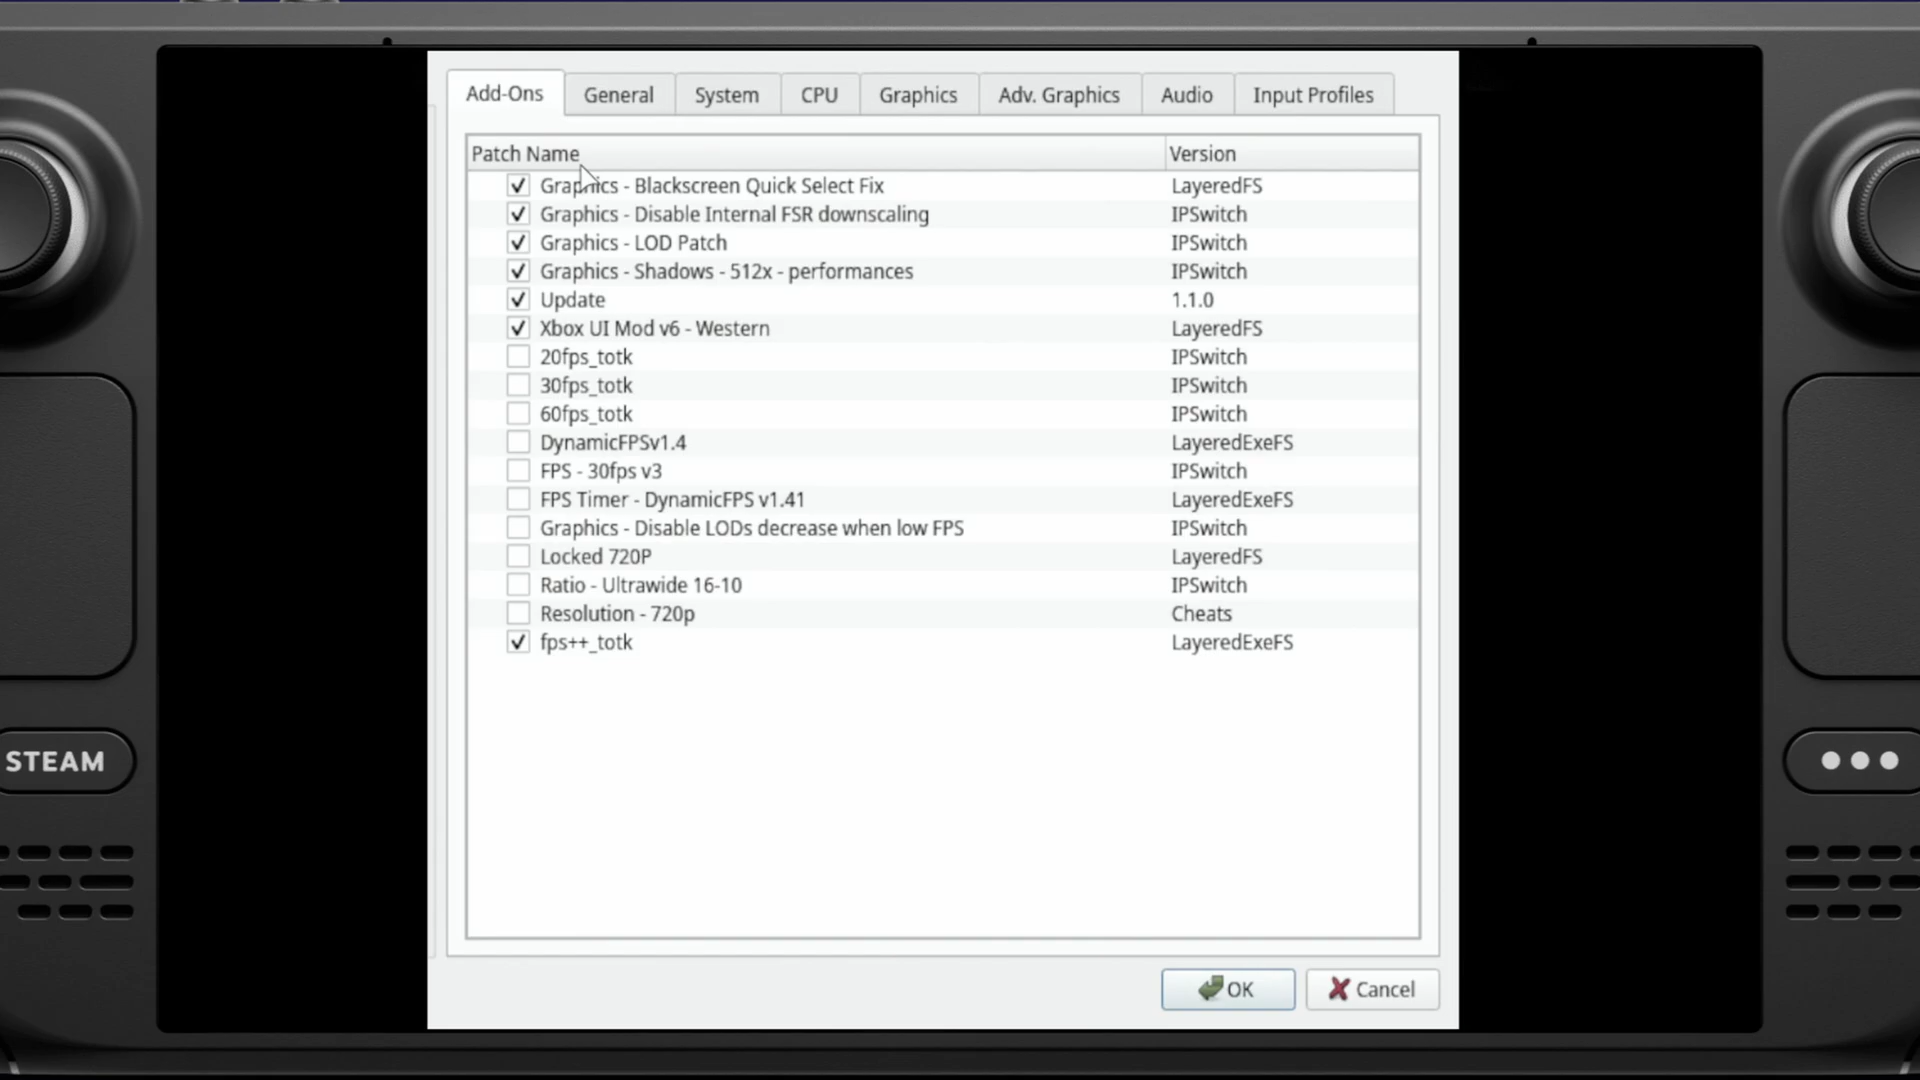 Add-Ons General System CPU Graphics Adv. Graphics Audio Input Profiles
Patch Name Version
Graphics - Blackscreen Quick Select Fix LayeredFS
Graphics - Disable Internal FSR downscaling IPSwitch
Graphics - LOD Patch IPSwitch
Graphics - Shadows - 512x - performances IPSwitch
Update 1.1.0
Xbox UI Mod v6 - Western LayeredFS
20fps_totk IPSwitch
30fps_totk IPSwitch
60fps_totk IPSwitch
DynamicFPSv1.4 LayeredExeFS
FPS - 30fps v3 IPSwitch
FPS Timer - DynamicFPS v1.41 LayeredExeFS
Graphics - Disable LODs decrease when low FPS IPSwitch
Locked 720P LayeredFS
Ratio - Ultrawide 16-10 IPSwitch
Resolution - 720p Cheats
fps++_totk LayeredExeFS
STEAM
OK Cancel